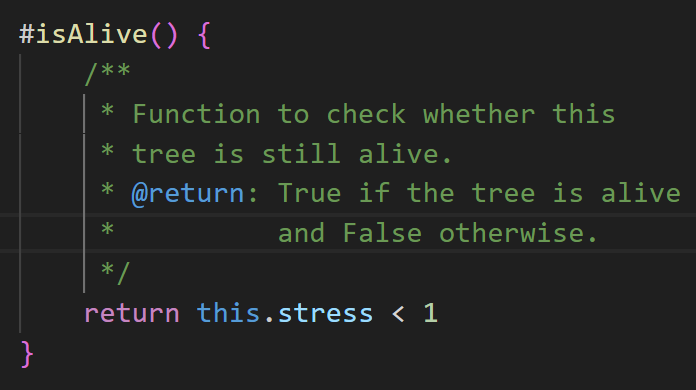 #isAlive() {
    /**
     * Function to check whether this
     * tree is still alive.
     * @return: True if the tree is alive
     *          and False otherwise.
     */
    return this.stress < 1
}